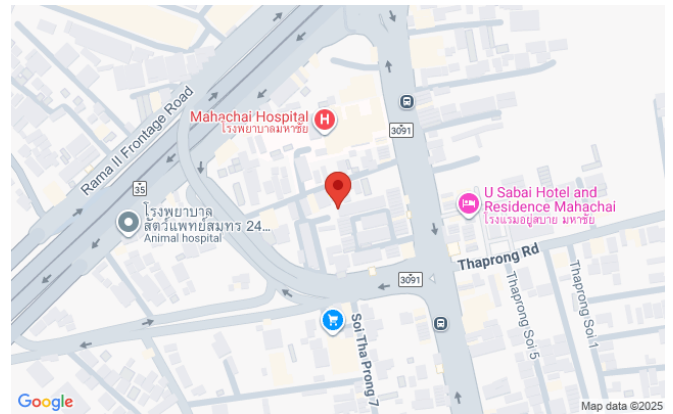 Rama II Frontage Road
Mahachai Hospital
โรงพยาบาลมหาชัย
H
3091
35
โรงพยาบาล
สัตว์แพทย์สมทร 24...
Animal hospital
U Sabai Hotel and
Residence Mahachai
โรงแรมอยู่สบาย มหาชัย
Thaprong Rd
3091
Soi Tha Prong 7
Thaprong Soi 5
Thaprong Soi 1
Google
Map data ©2025